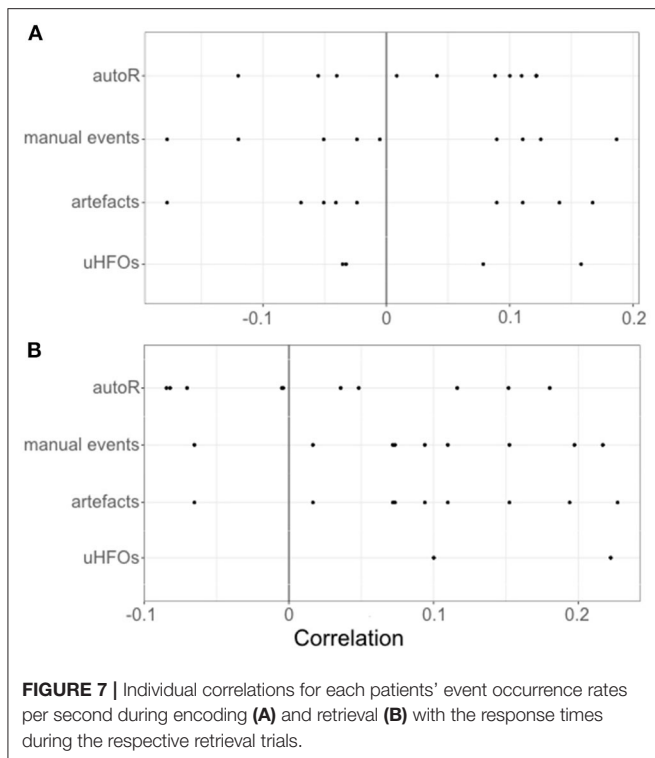 A
autoR
manual events
artefacts
uHFOs
-0.1 0 0.1 0.2
B
autoR
manual events
artefacts
uHFOs
-0.1 0 0.1 0.2
Correlation
FIGURE 7 | Individual correlations for each patients' event occurrence rates
per second during encoding (A) and retrieval (B) with the response times
during the respective retrieval trials.